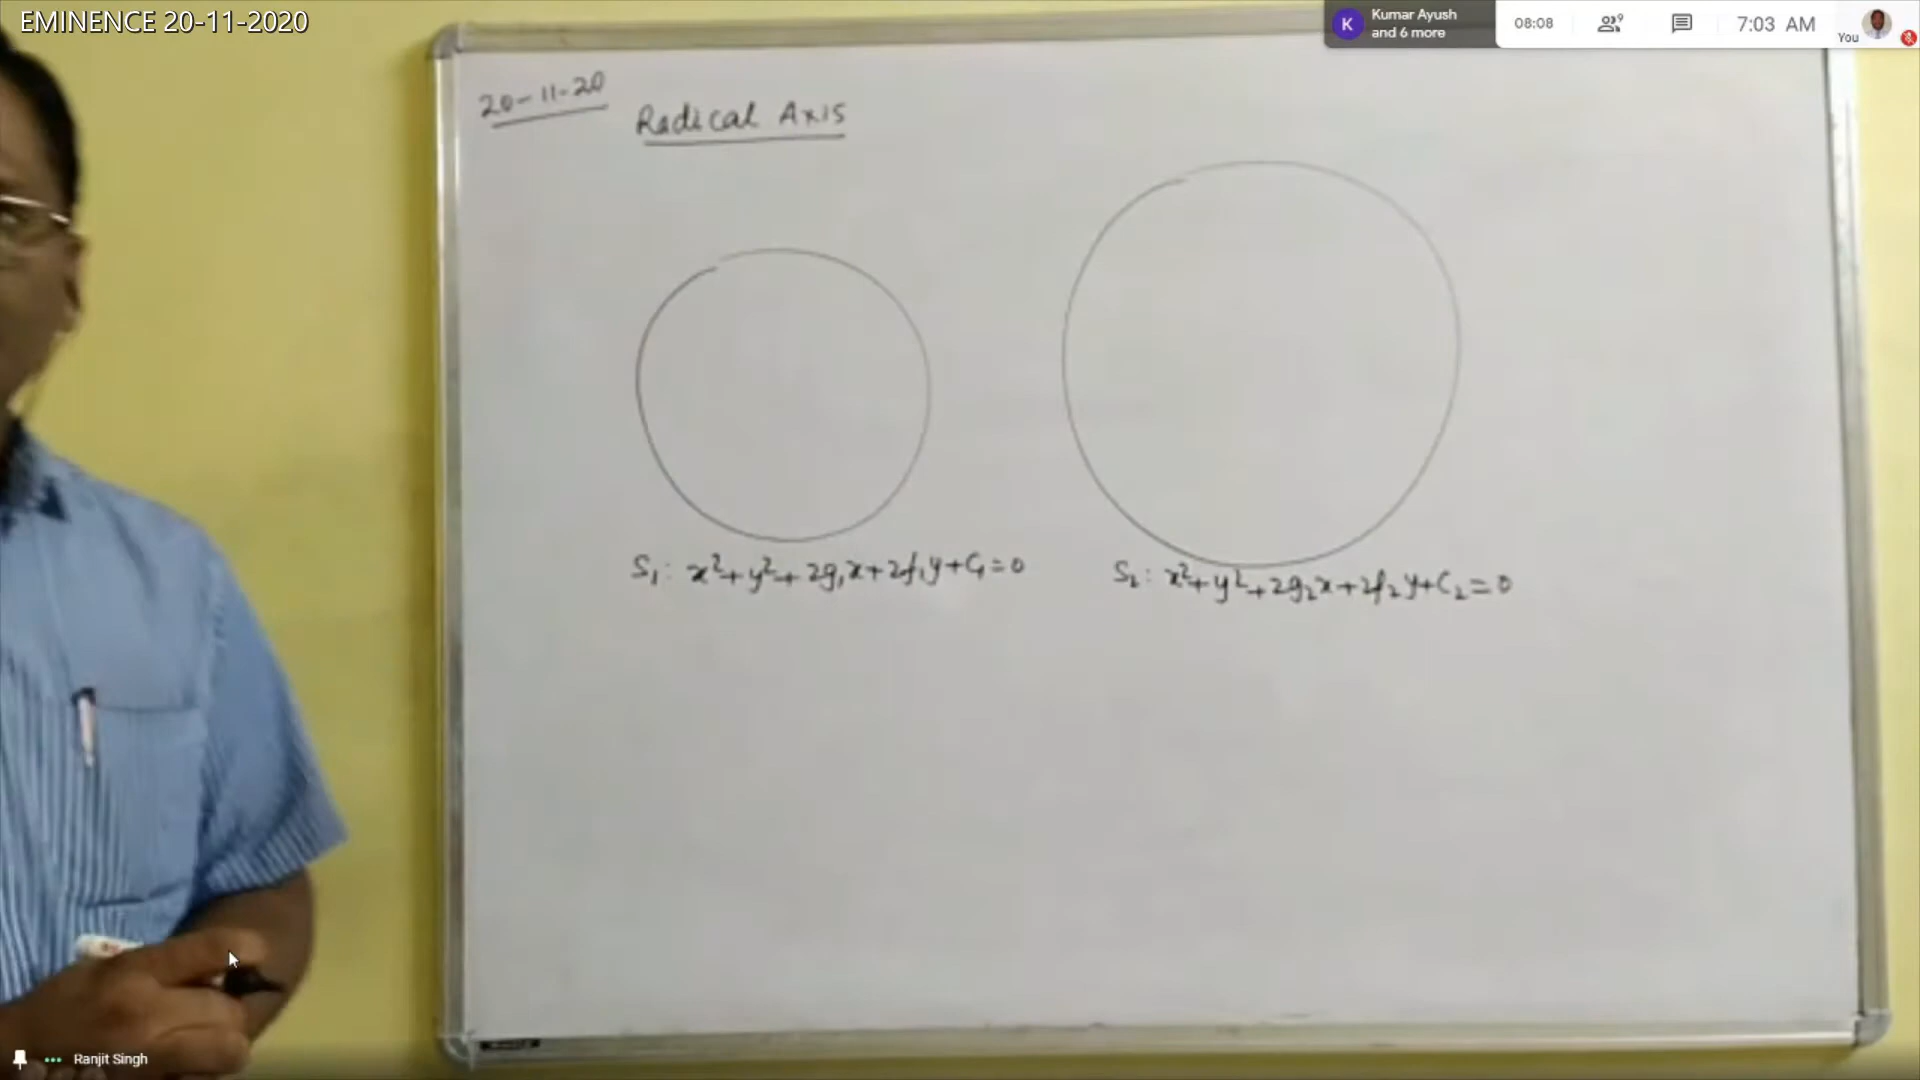 EMINENCE 20-11-2020
K
Kumar Ayush
and 6 more
08:08
9
7:03 AM
You
20-11-20
Radical Axis
S₁: x²+y²+2g₁x+2f₁y+C₁=0
S₂: x²+y²+2g₂x+2f₂y+C₂=0
Ranjit Singh